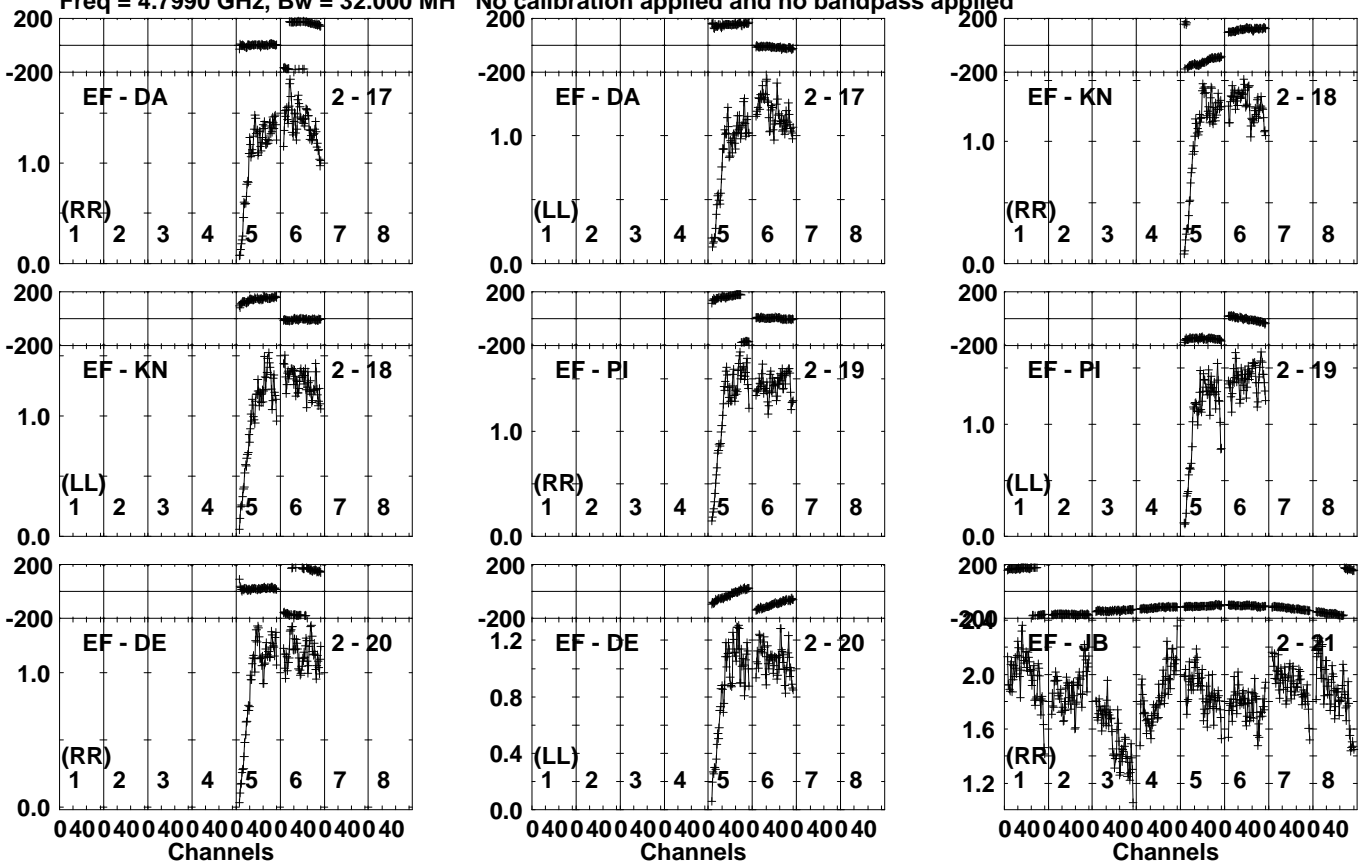 Freq = 4.7990 GHz, Bw = 32.000 MH No calibration applied and no bandpass applied
200 200 200
-200 -200 -200
EF - DA 2 - 17 EF - DA 2 - 17 EF - KN 2 - 18
1.0 1.0 1.0
(RR) (LL) (RR)
1 2 3 4 5 6 7 8 1 2 3 4 5 6 7 8 1 2 3 4 5 6 7 8
0.0 0.0 0.0
200 200 200
-200 -200 -200
EF - KN 2 - 18 EF - PI 2 - 19 EF - PI 2 - 19
1.0 1.0 1.0
(LL) (RR) (LL)
1 2 3 4 5 6 7 8 1 2 3 4 5 6 7 8 1 2 3 4 5 6 7 8
0.0 0.0 0.0
200 200 200
-200 -200 -200
2.4
EF - DE 2 - 20 EF - DE 2 - 20 EF - JB 2 - 21
1.0 1.2 2.0
0.8 1.6
(RR) (LL) (RR)
1 2 3 4 5 6 7 8 1 2 3 4 5 6 7 8 1 2 3 4 5 6 7 8
0.4 1.2
0.0 0.0
0 40 0 40 0 40 0 40 0 40 0 40 0 40 0 40 0 40 0 40 0 40 0 40 0 40 0 40 0 40 0 40 0 40 0 40 0 40 0 40 0 40 0 40 0 40 0 40
Channels Channels Channels